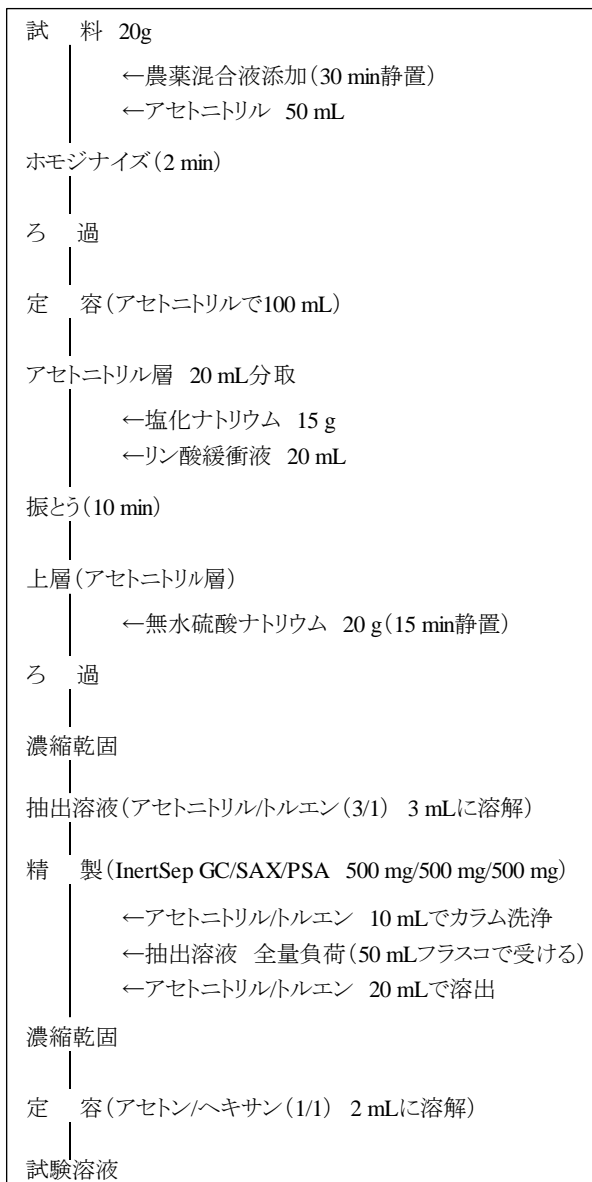 試　料 20g
←農薬混合液添加(30 min静置)
←アセトニトリル 50 mL
ホモジナイズ(2 min)
ろ　過
定　容(アセトニトリルで100 mL)
アセトニトリル層 20 mL分取
←塩化ナトリウム 15 g
←リン酸緩衝液 20 mL
振とう(10 min)
上層(アセトニトリル層)
←無水硫酸ナトリウム 20 g(15 min静置)
ろ　過
濃縮乾固
抽出溶液(アセトニトリル/トルエン(3/1) 3 mLに溶解)
精　製(InertSep GC/SAX/PSA 500 mg/500 mg/500 mg)
←アセトニトリル/トルエン 10 mLでカラム洗浄
←抽出溶液 全量負荷(50 mLフラスコで受ける)
←アセトニトリル/トルエン 20 mLで溶出
濃縮乾固
定　容(アセトン/ヘキサン(1/1) 2 mLに溶解)
試験溶液